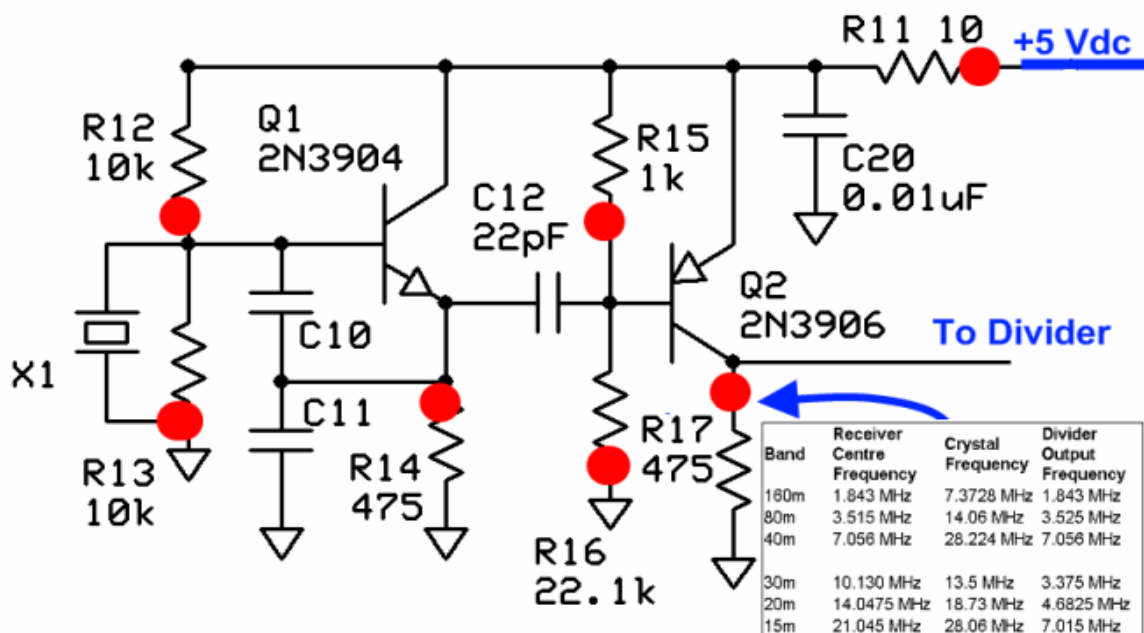 R11 10
+5 Vdc
R12
10k
Q1
2N3904
R15
1k
C20
0.01uF
C12
22pF
Q2
2N3906
To Divider
X1
C10
C11
R13
10k
R14
475
R17
475
R16
22.1k
Band Receiver Centre Frequency Crystal Frequency Divider Output Frequency
160m 1.843 MHz 7.3728 MHz 1.843 MHz
80m 3.515 MHz 14.06 MHz 3.525 MHz
40m 7.056 MHz 28.224 MHz 7.056 MHz
30m 10.130 MHz 13.5 MHz 3.375 MHz
20m 14.0475 MHz 18.73 MHz 4.6825 MHz
15m 21.045 MHz 28.06 MHz 7.015 MHz